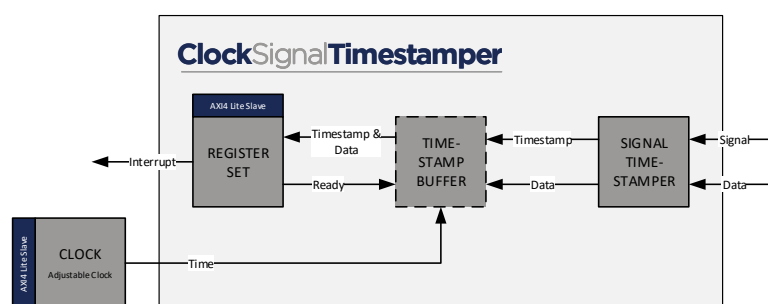 ClockSignalTimestamper
AXI4 Lite Slave
REGISTER
SET
Timestamp &
Data
Ready
TIME-
STAMP
BUFFER
Timestamp
Data
SIGNAL
TIME-
STAMPER
Signal
Data
Interrupt
AXI4 Lite Slave
CLOCK
Adjustable Clock
Time